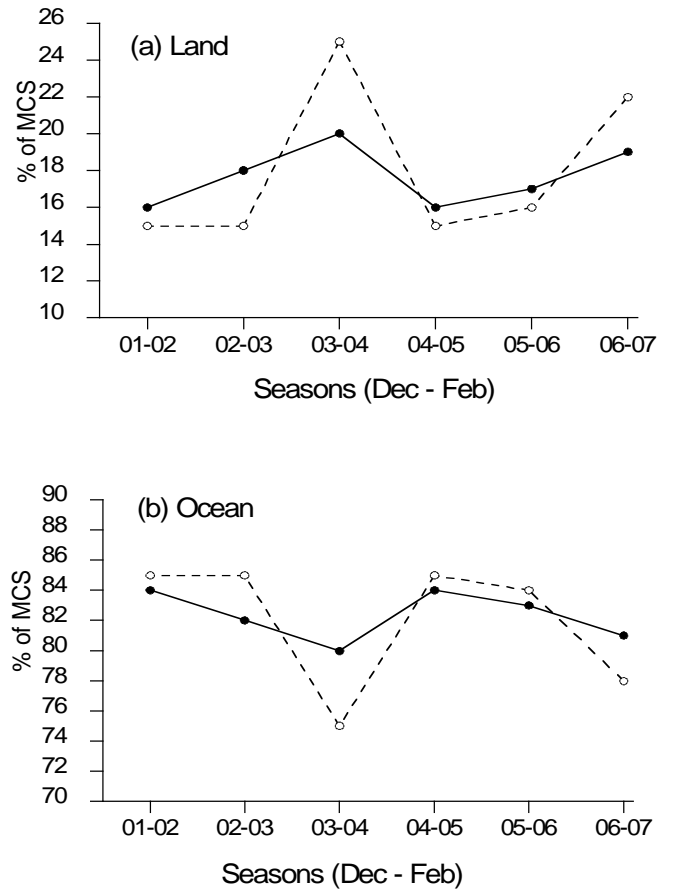 (a) Land
% of MCS
26
24
22
20
18
16
14
12
10
01-02 02-03 03-04 04-05 05-06 06-07
Seasons (Dec - Feb)
(b) Ocean
% of MCS
90
88
86
84
82
80
78
76
74
72
70
01-02 02-03 03-04 04-05 05-06 06-07
Seasons (Dec - Feb)